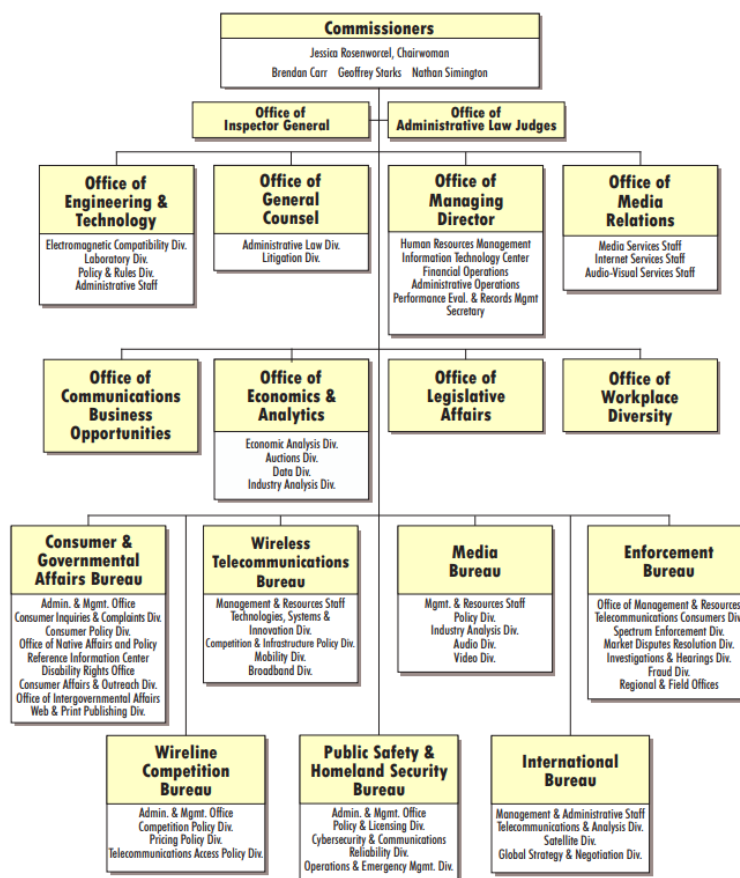 Commissioners
Jessica Rosenworcel, Chairwoman
Brendan Carr Geoffrey Starks Nathan Simington
Office of
Inspector General
Office of
Administrative Law Judges
Office of
Engineering &
Technology
Electromagnetic Compatibility Div.
Laboratory Div.
Policy & Rules Div.
Administrative Staff
Office of
General
Counsel
Administrative Law Div.
Litigation Div.
Office of
Managing
Director
Human Resources Management
Information Technology Center
Financial Operations
Administrative Operations
Performance Eval. & Records Mgmt
Secretary
Office of
Media
Relations
Media Services Staff
Internet Services Staff
Audio-Visual Services Staff
Office of
Communications
Business
Opportunities
Office of
Economics &
Analytics
Economic Analysis Div.
Auctions Div.
Data Div.
Industry Analysis Div.
Office of
Legislative
Affairs
Office of
Workplace
Diversity
Consumer &
Governmental
Affairs Bureau
Admin. & Mgmt. Office
Consumer Inquiries & Complaints Div.
Consumer Policy Div.
Office of Native Affairs and Policy
Reference Information Center
Disability Rights Office
Consumer Affairs & Outreach Div.
Office of Intergovernmental Affairs
Web & Print Publishing Div.
Wireless
Telecommunications
Bureau
Management & Resources Staff
Technologies, Systems &
Innovation Div.
Competition & Infrastructure Policy Div.
Mobility Div.
Broadband Div.
Media
Bureau
Mgmt. & Resources Staff
Policy Div.
Industry Analysis Div.
Audio Div.
Video Div.
Enforcement
Bureau
Office of Management & Resources
Telecommunications Consumers Div.
Spectrum Enforcement Div.
Market Disputes Resolution Div.
Investigations & Hearings Div.
Fraud Div.
Regional & Field Offices
Wireline
Competition
Bureau
Admin. & Mgmt. Office
Competition Policy Div.
Pricing Policy Div.
Telecommunications Access Policy Div.
Public Safety &
Homeland Security
Bureau
Admin. & Mgmt. Office
Policy & Licensing Div.
Cybersecurity & Communications
Reliability Div.
Operations & Emergency Mgmt. Div.
International
Bureau
Management & Administrative Staff
Telecommunications & Analysis Div.
Satellite Div.
Global Strategy & Negotiation Div.